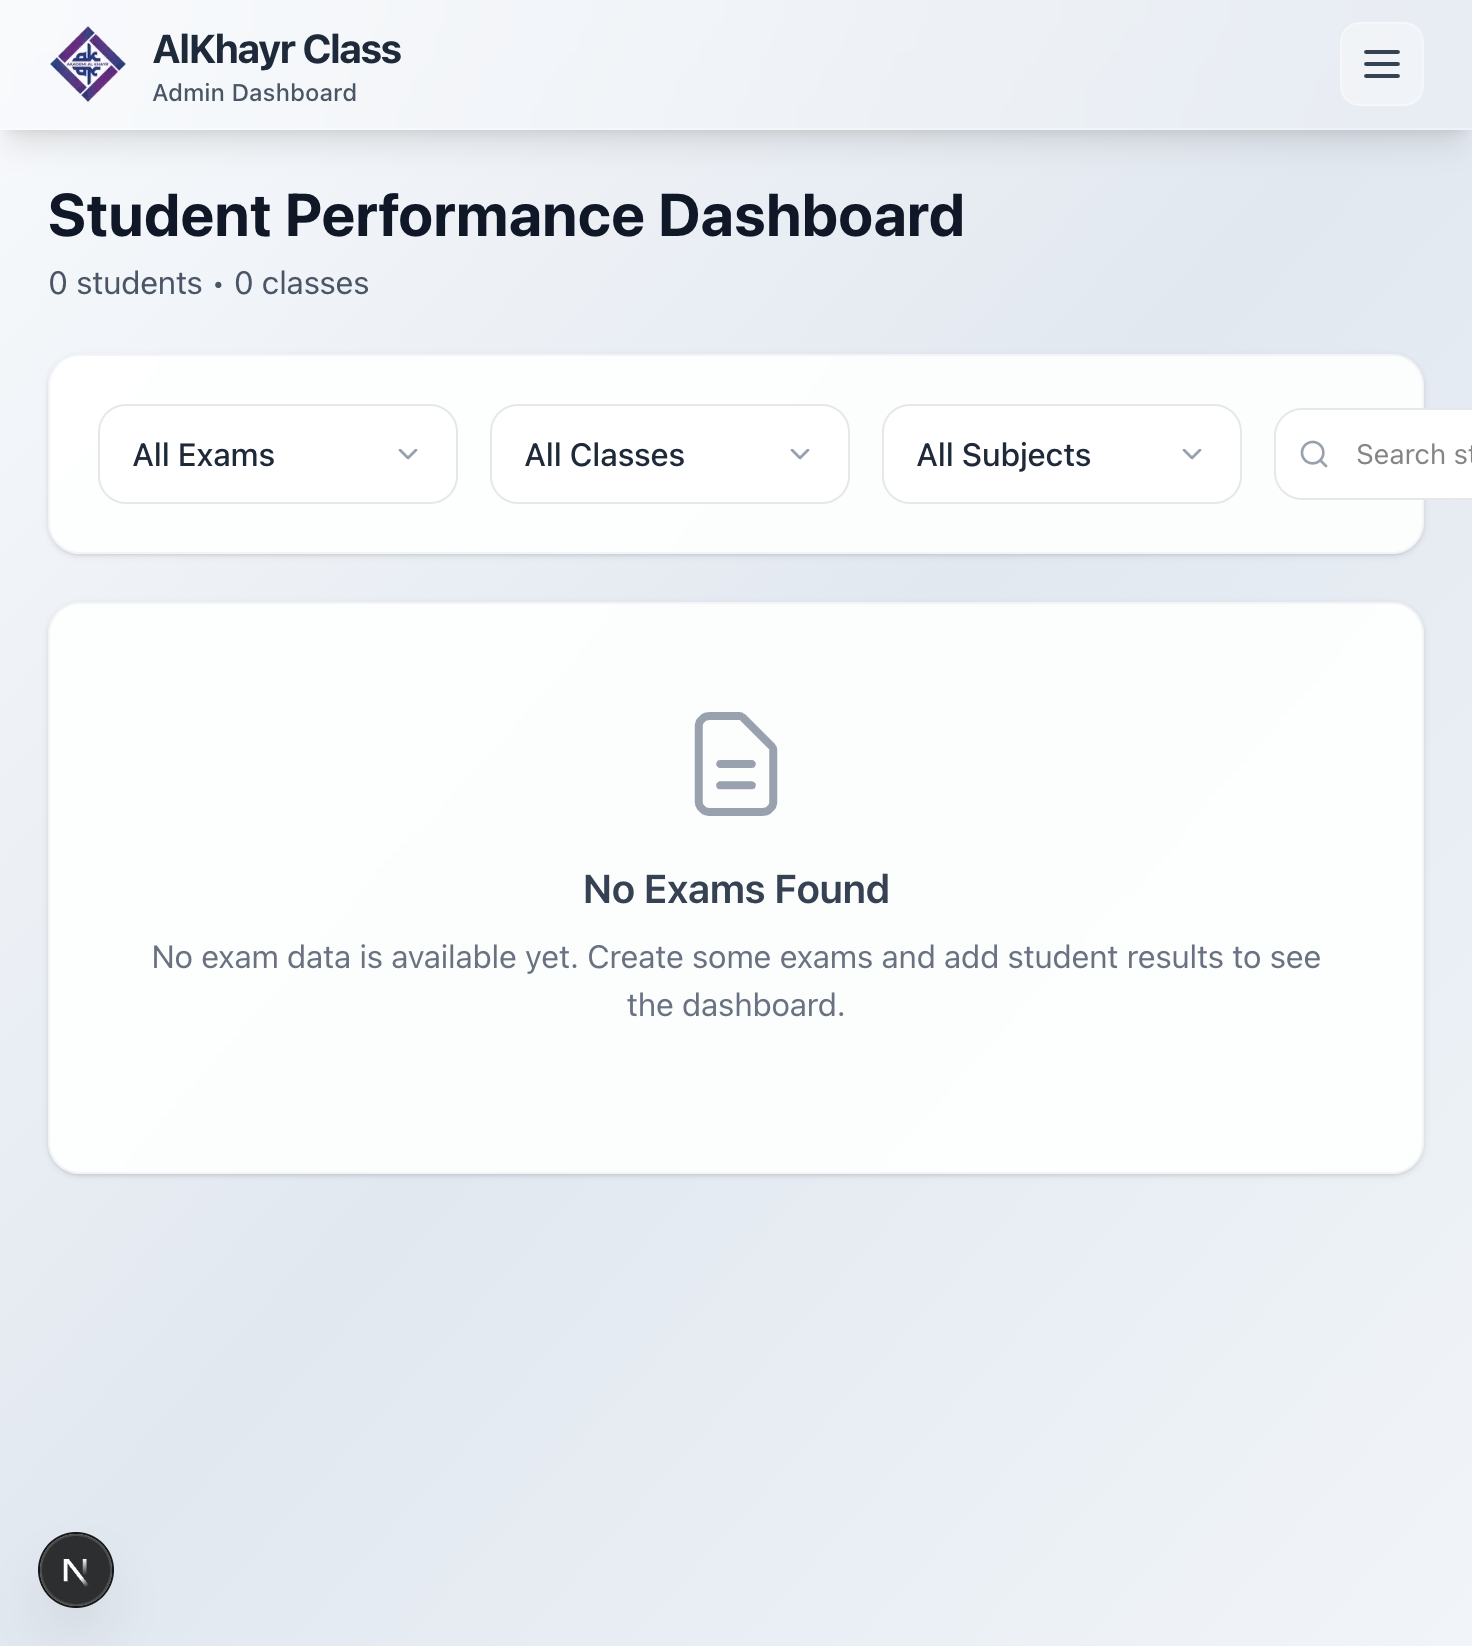 AlKhayr Class
Admin Dashboard
Student Performance Dashboard
0 students • 0 classes
All Exams
All Classes
All Subjects
Search st
No Exams Found
No exam data is available yet. Create some exams and add student results to see
the dashboard.
N